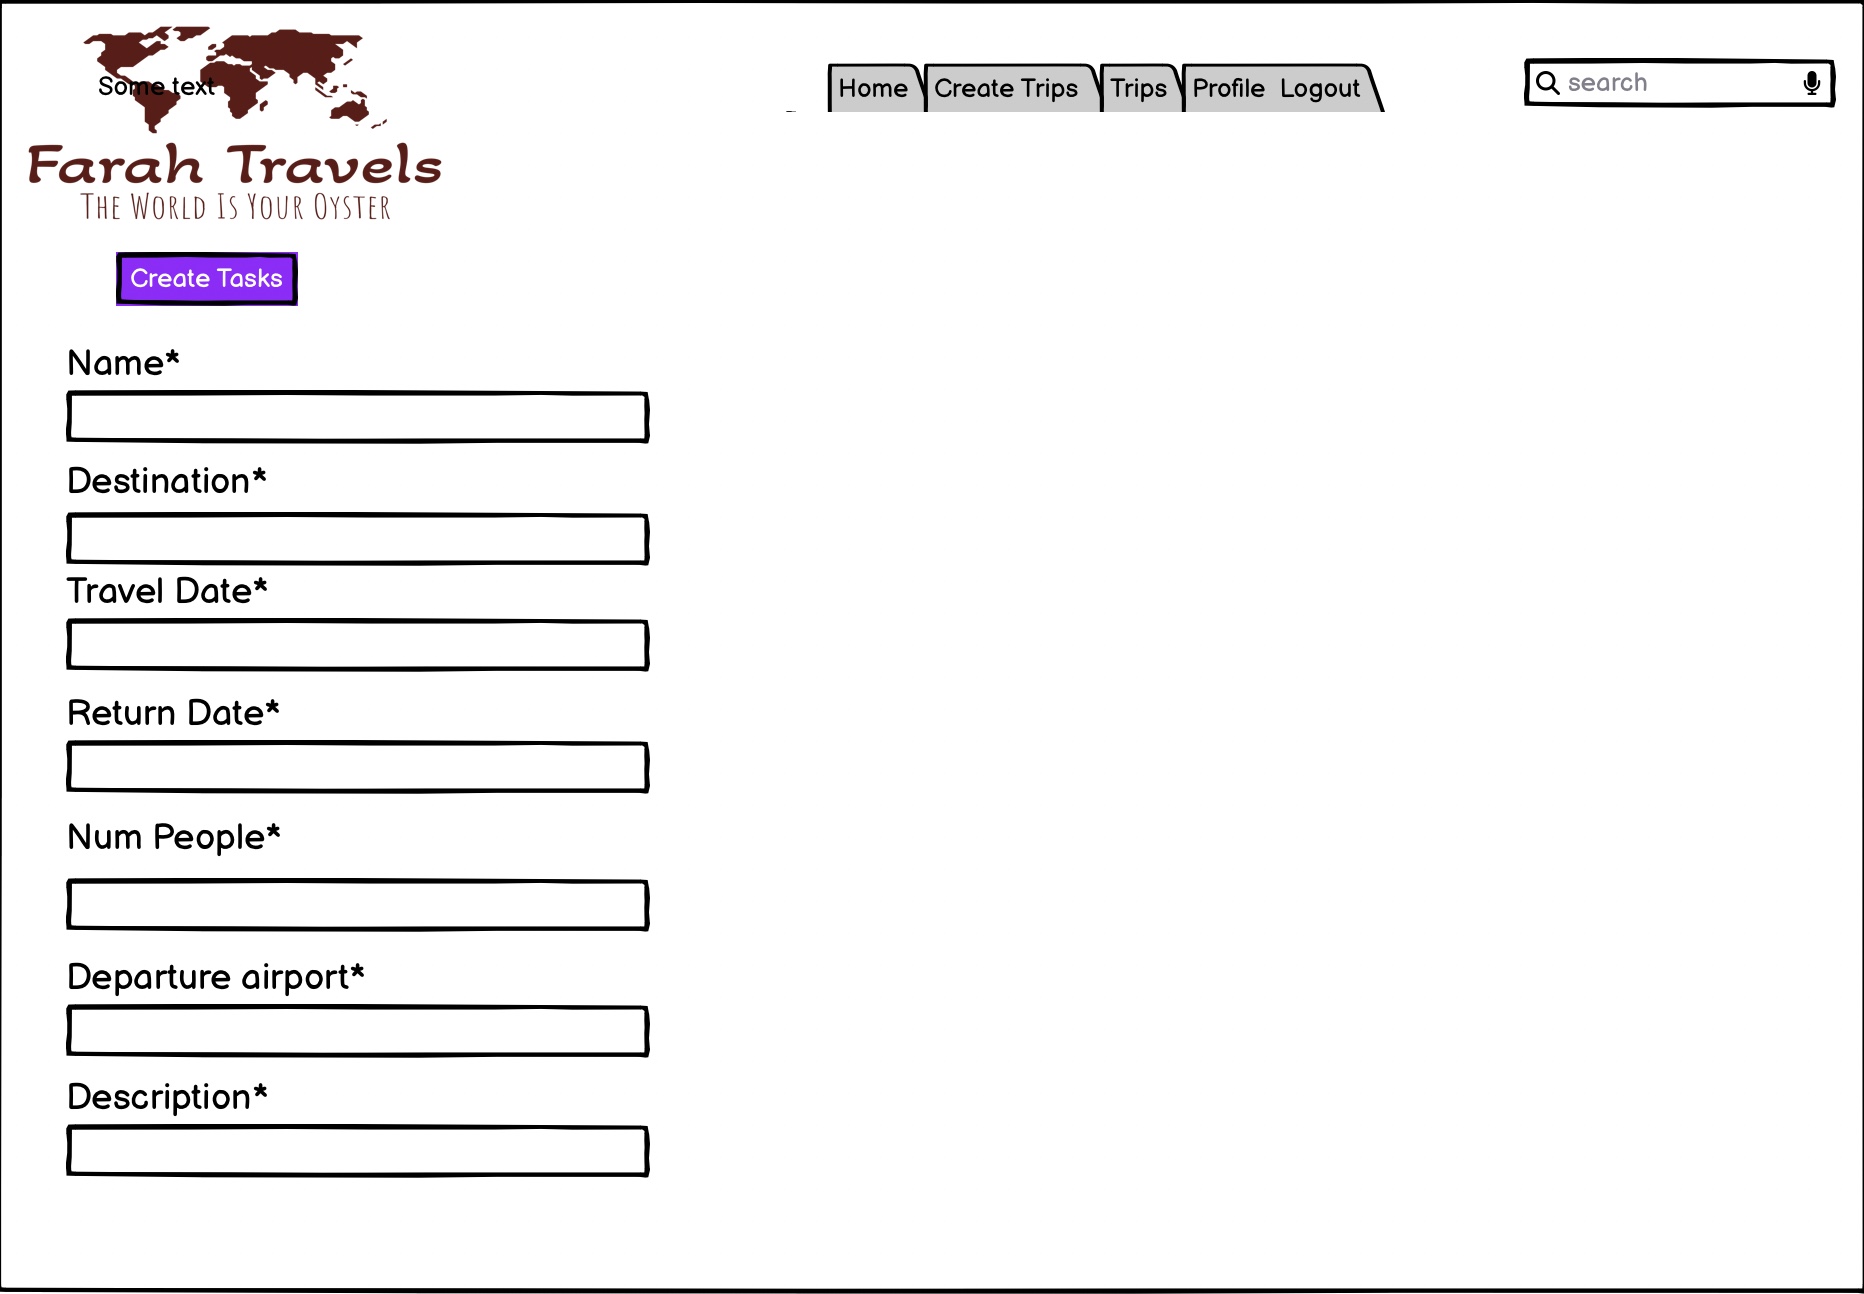 Some text
Farah Travels
The World Is Your Oyster
Home Create Trips Trips Profile Logout
search
Create Tasks
Name*
Destination*
Travel Date*
Return Date*
Num People*
Departure airport*
Description*